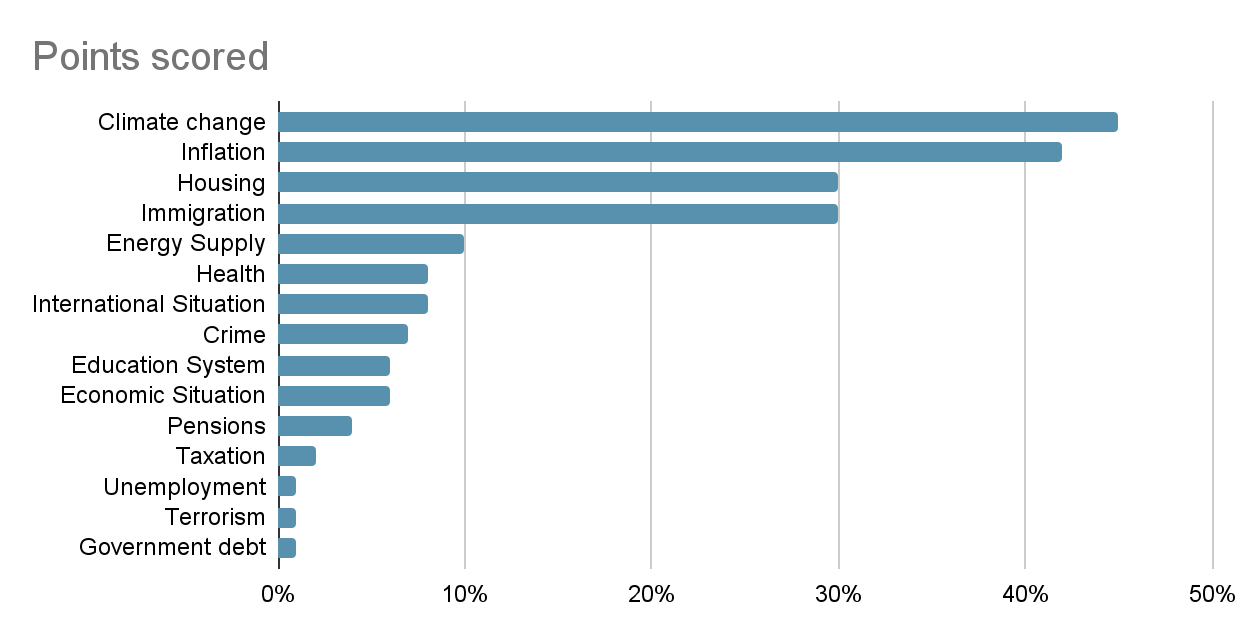 Points scored
Climate change
Inflation
Housing
Immigration
Energy Supply
Health
International Situation
Crime
Education System
Economic Situation
Pensions
Taxation
Unemployment
Terrorism
Government debt
0% 10% 20% 30% 40% 50%